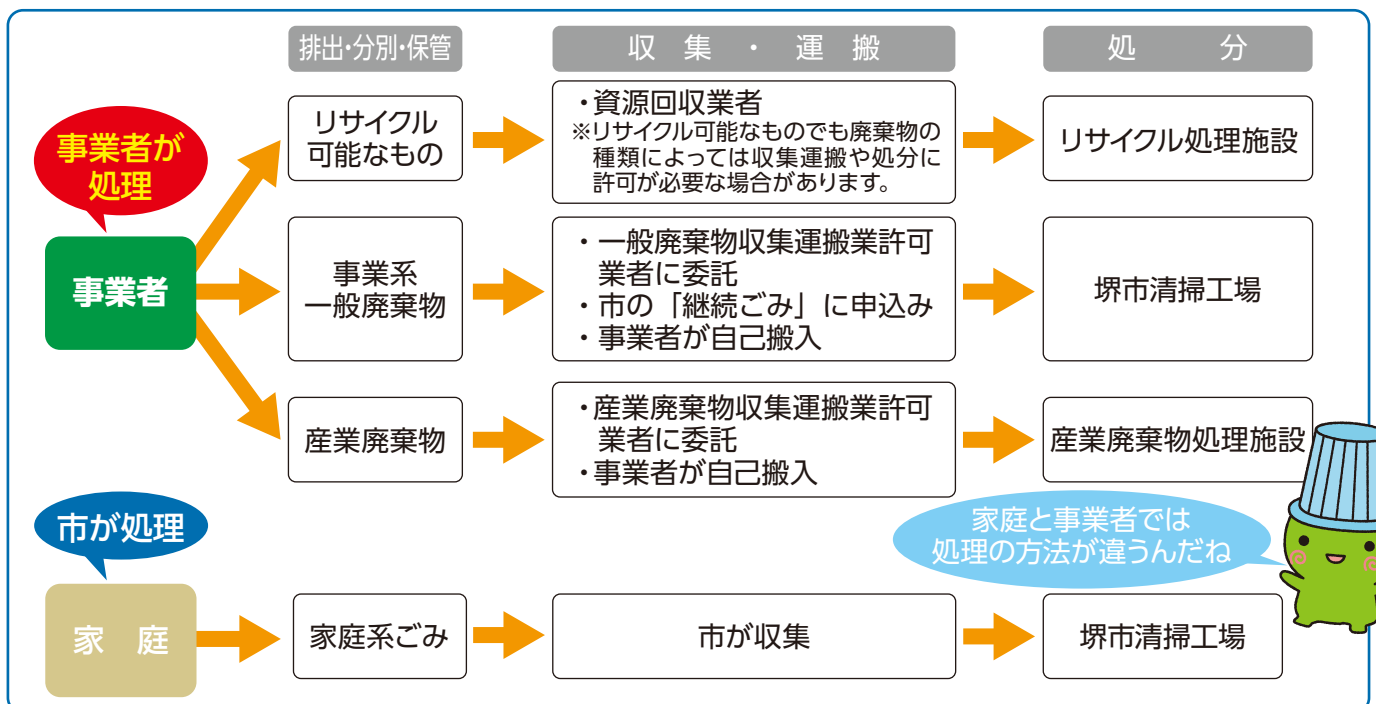 排出・分別・保管
収集・運搬
処分
事業者が
処理
事業者
リサイクル
可能なもの
・資源回収業者
※リサイクル可能なものでも廃棄物の
種類によっては収集運搬や処分に
許可が必要な場合があります。
リサイクル処理施設
事業系
一般廃棄物
・一般廃棄物収集運搬業許可
業者に委託
・市の「継続ごみ」に申込み
・事業者が自己搬入
堺市清掃工場
産業廃棄物
・産業廃棄物収集運搬業許可
業者に委託
・事業者が自己搬入
産業廃棄物処理施設
市が処理
家庭と事業者では
処理の方法が違うんだね
家庭
家庭系ごみ
市が収集
堺市清掃工場